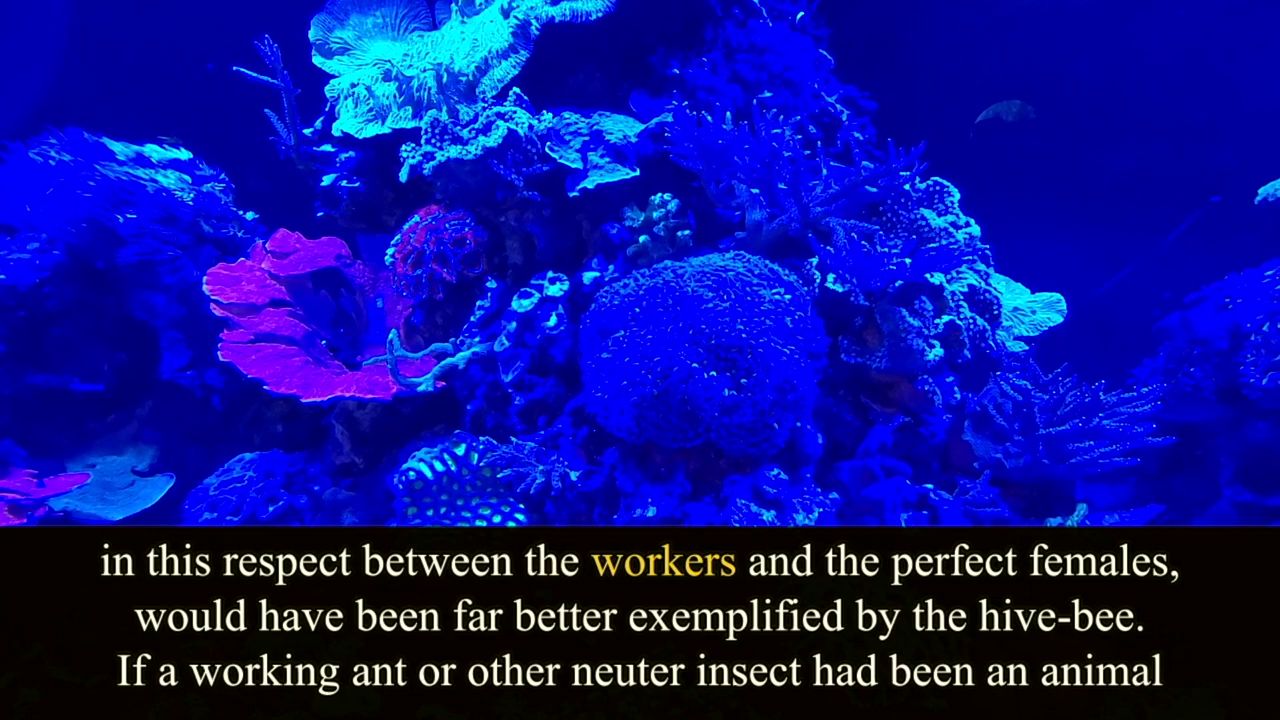 in this respect between the workers and the perfect females,
would have been far better exemplified by the hive-bee.
If a working ant or other neuter insect had been an animal